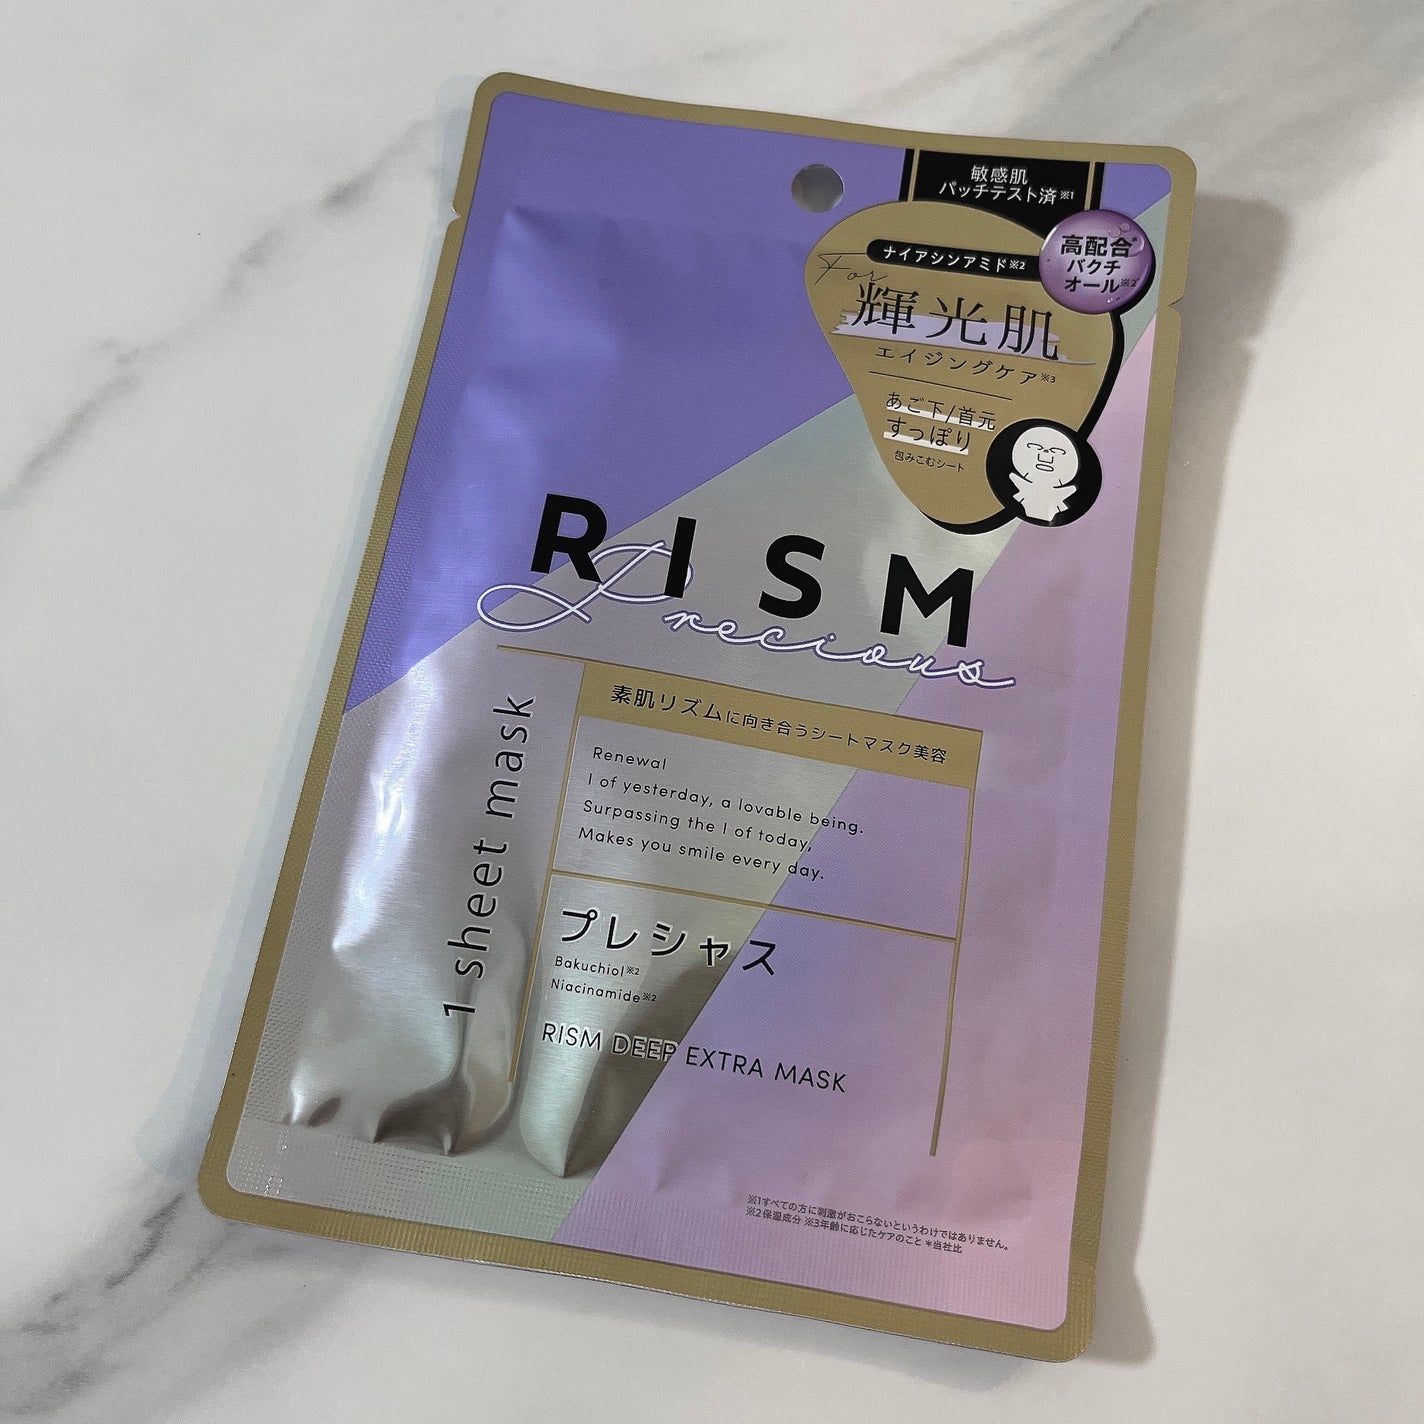 敏感肌
パッチテスト済※1
高配合*
バクチ
オール※2
ナイアシンアミド※2
For
輝光肌
エイジングケア※3
あご下/首元
すっぽり
包みこむシート
RISM
Precious
1 sheet mask
素肌リズムに向き合うシートマスク美容
Renewal
I of yesterday, a lovable being.
Surpassing the I of today,
Makes you smile every day.
プレシャス
Bakuchiol※2
Niacinamide※2
RISM DEEP EXTRA MASK
※1すべての方に刺激がおこらないというわけではありません。
※2保湿成分 ※3年齢に応じたケアのこと *当社比